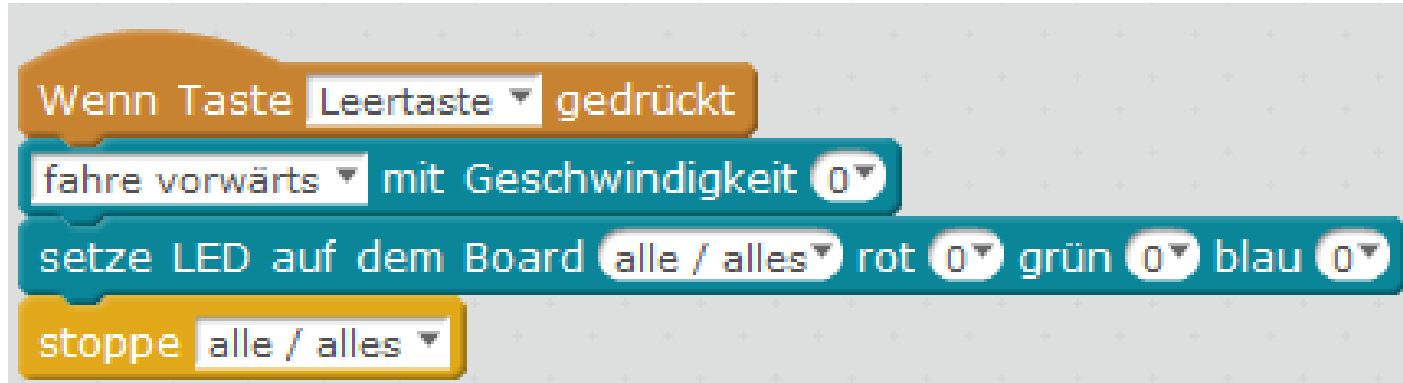 Wenn Taste Leertaste gedrückt
fahre vorwärts mit Geschwindigkeit 0
setze LED auf dem Board alle / alles rot 0 grün 0 blau 0
stoppe alle / alles